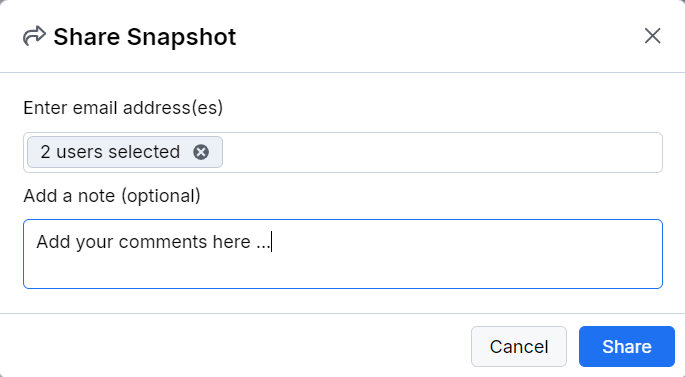 Share Snapshot
Enter email address(es)
2 users selected
Add a note (optional)
Add your comments here ...
Cancel
Share